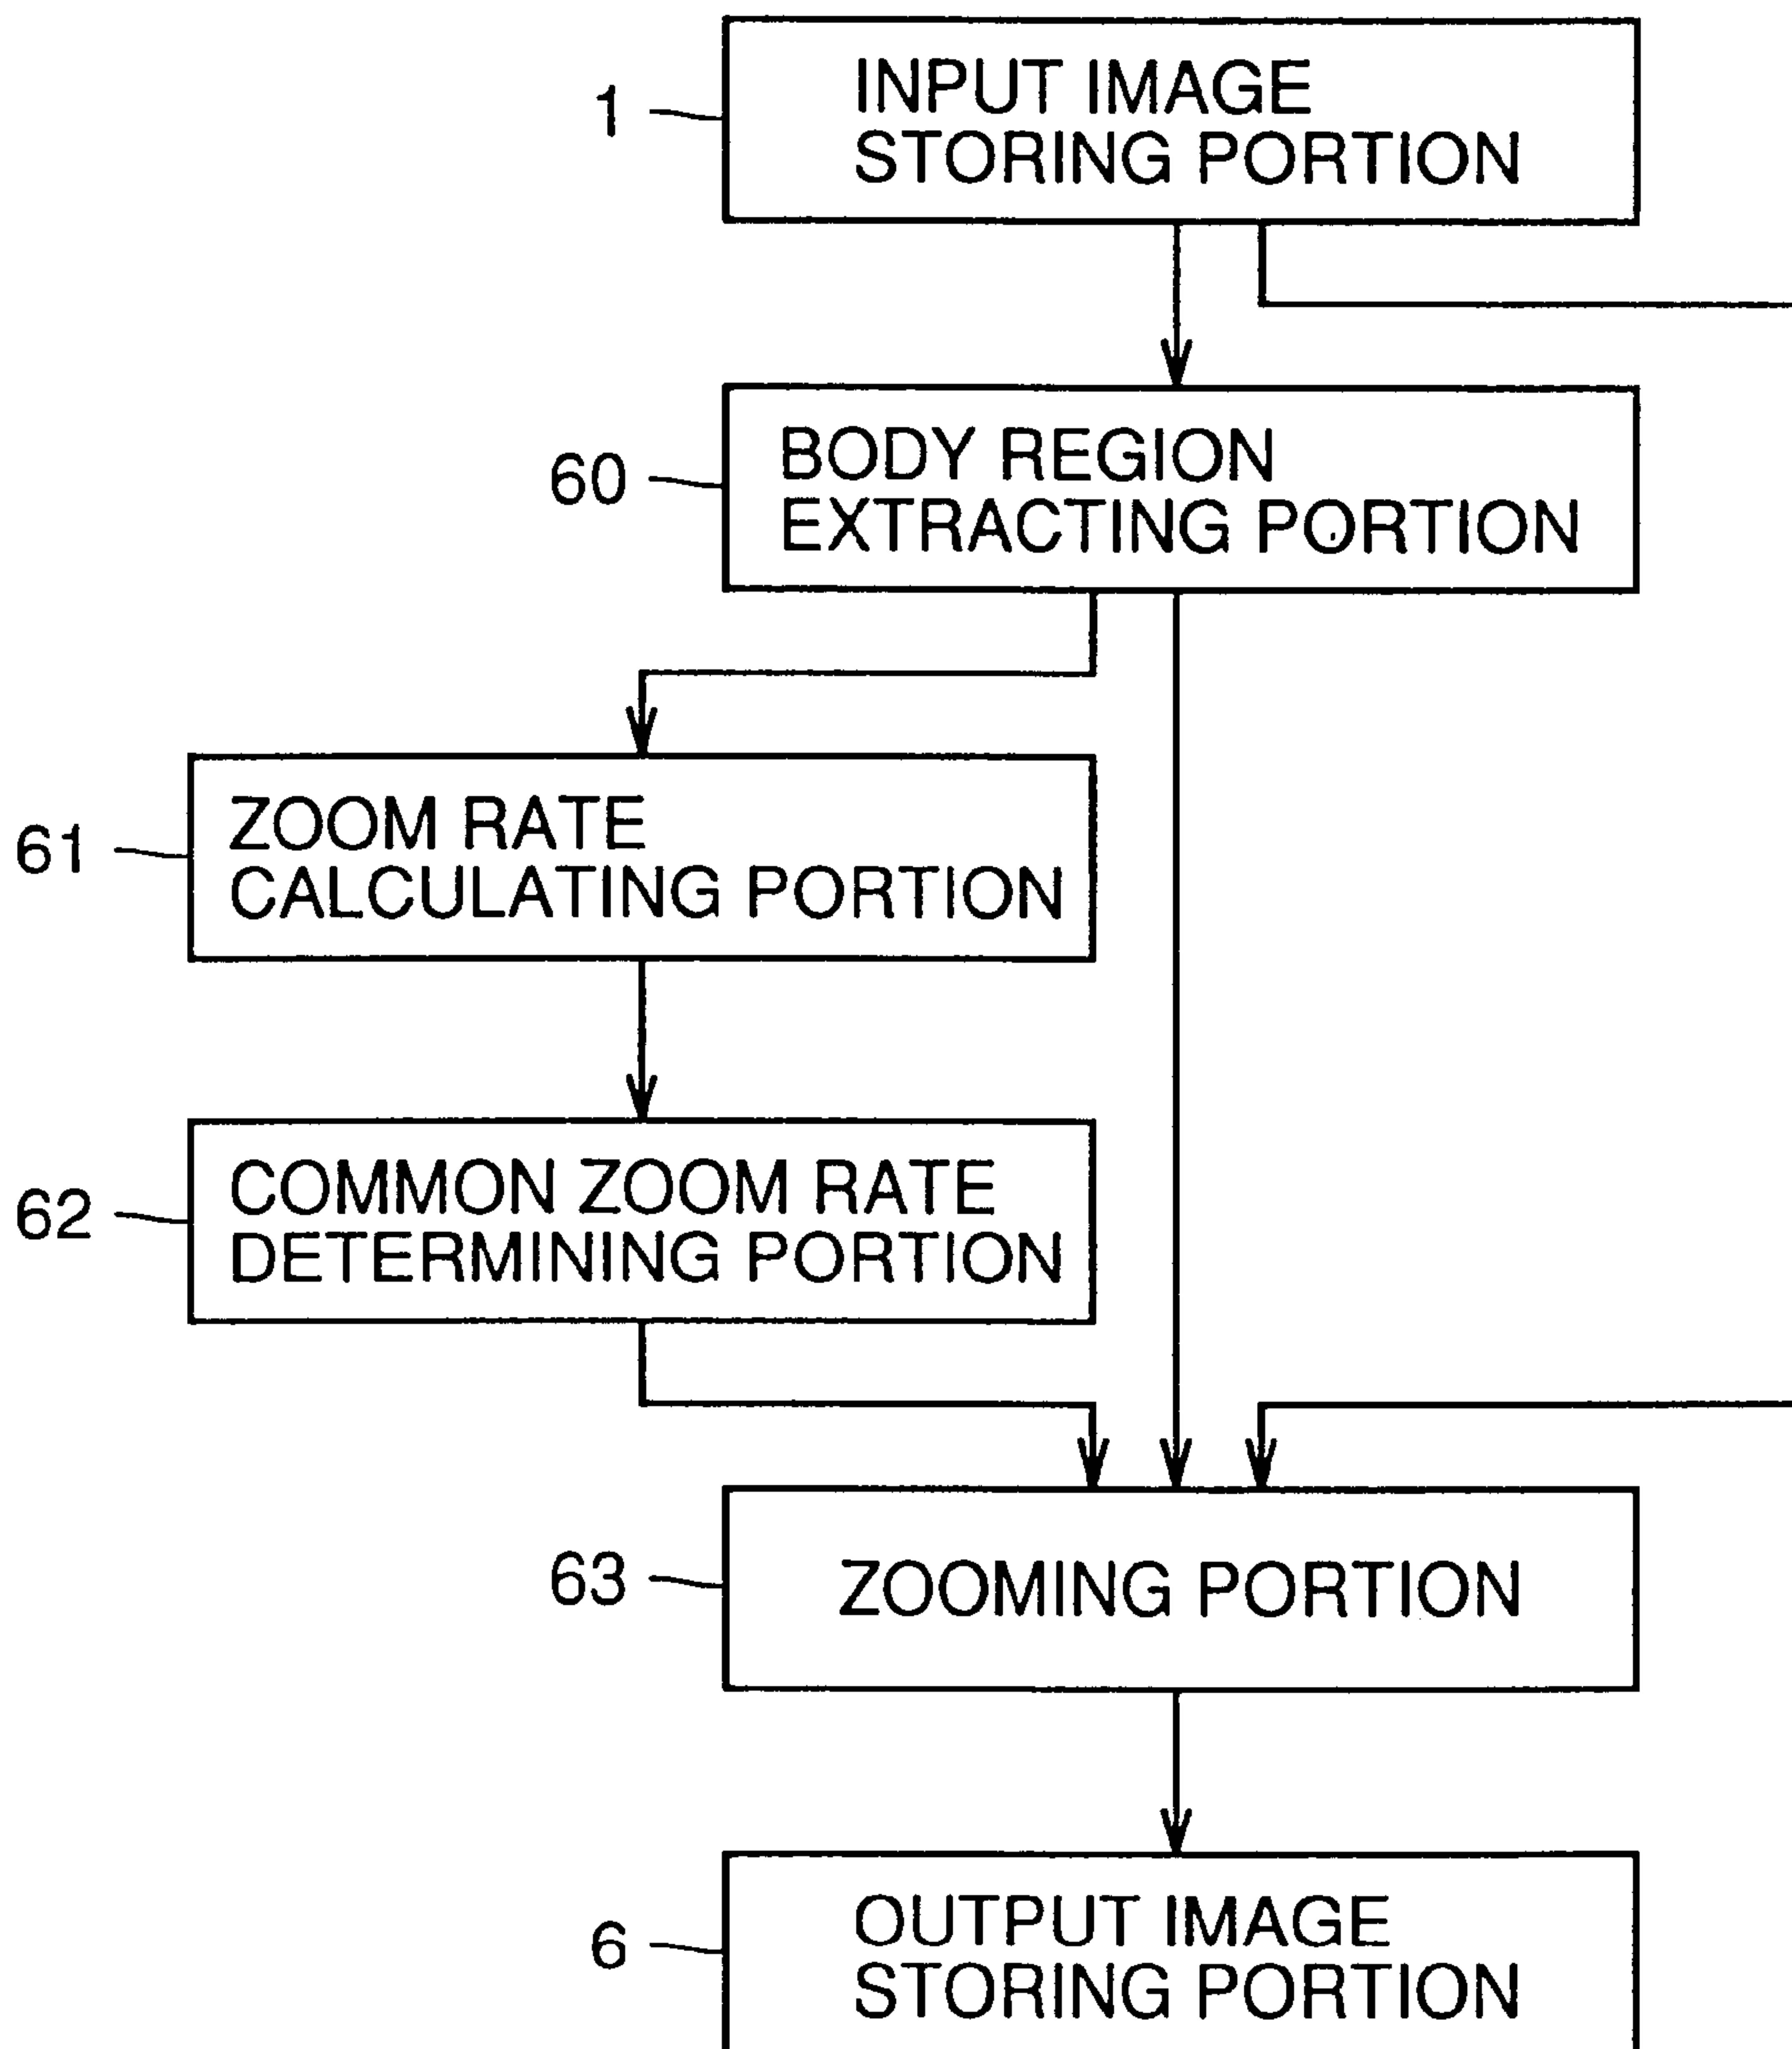 1
INPUT IMAGE
STORING PORTION
60
BODY REGION
EXTRACTING PORTION
61
ZOOM RATE
CALCULATING PORTION
62
COMMON ZOOM RATE
DETERMINING PORTION
63
ZOOMING PORTION
6
OUTPUT IMAGE
STORING PORTION